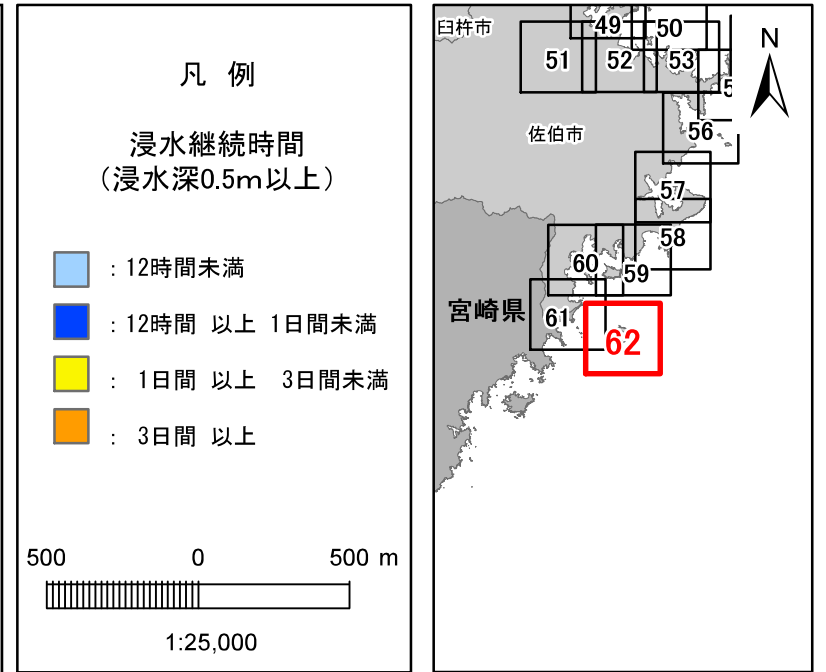 凡 例
浸水継続時間
（浸水深0.5m以上）
：12時間未満
：12時間 以上 1日間未満
： 1日間 以上 3日間未満
： 3日間 以上
500 0 500 m
1:25,000
臼杵市
49
50
N
51
52
53
佐伯市
56
57
58
60
59
宮崎県
61
62